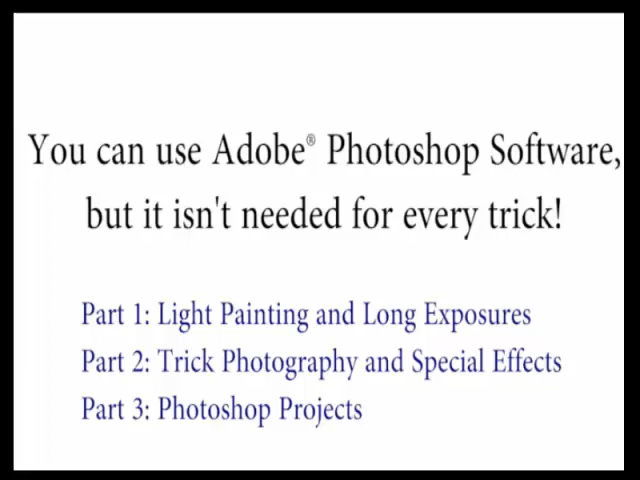 You can use Adobe® Photoshop Software,
but it isn't needed for every trick!
Part 1: Light Painting and Long Exposures
Part 2: Trick Photography and Special Effects
Part 3: Photoshop Projects